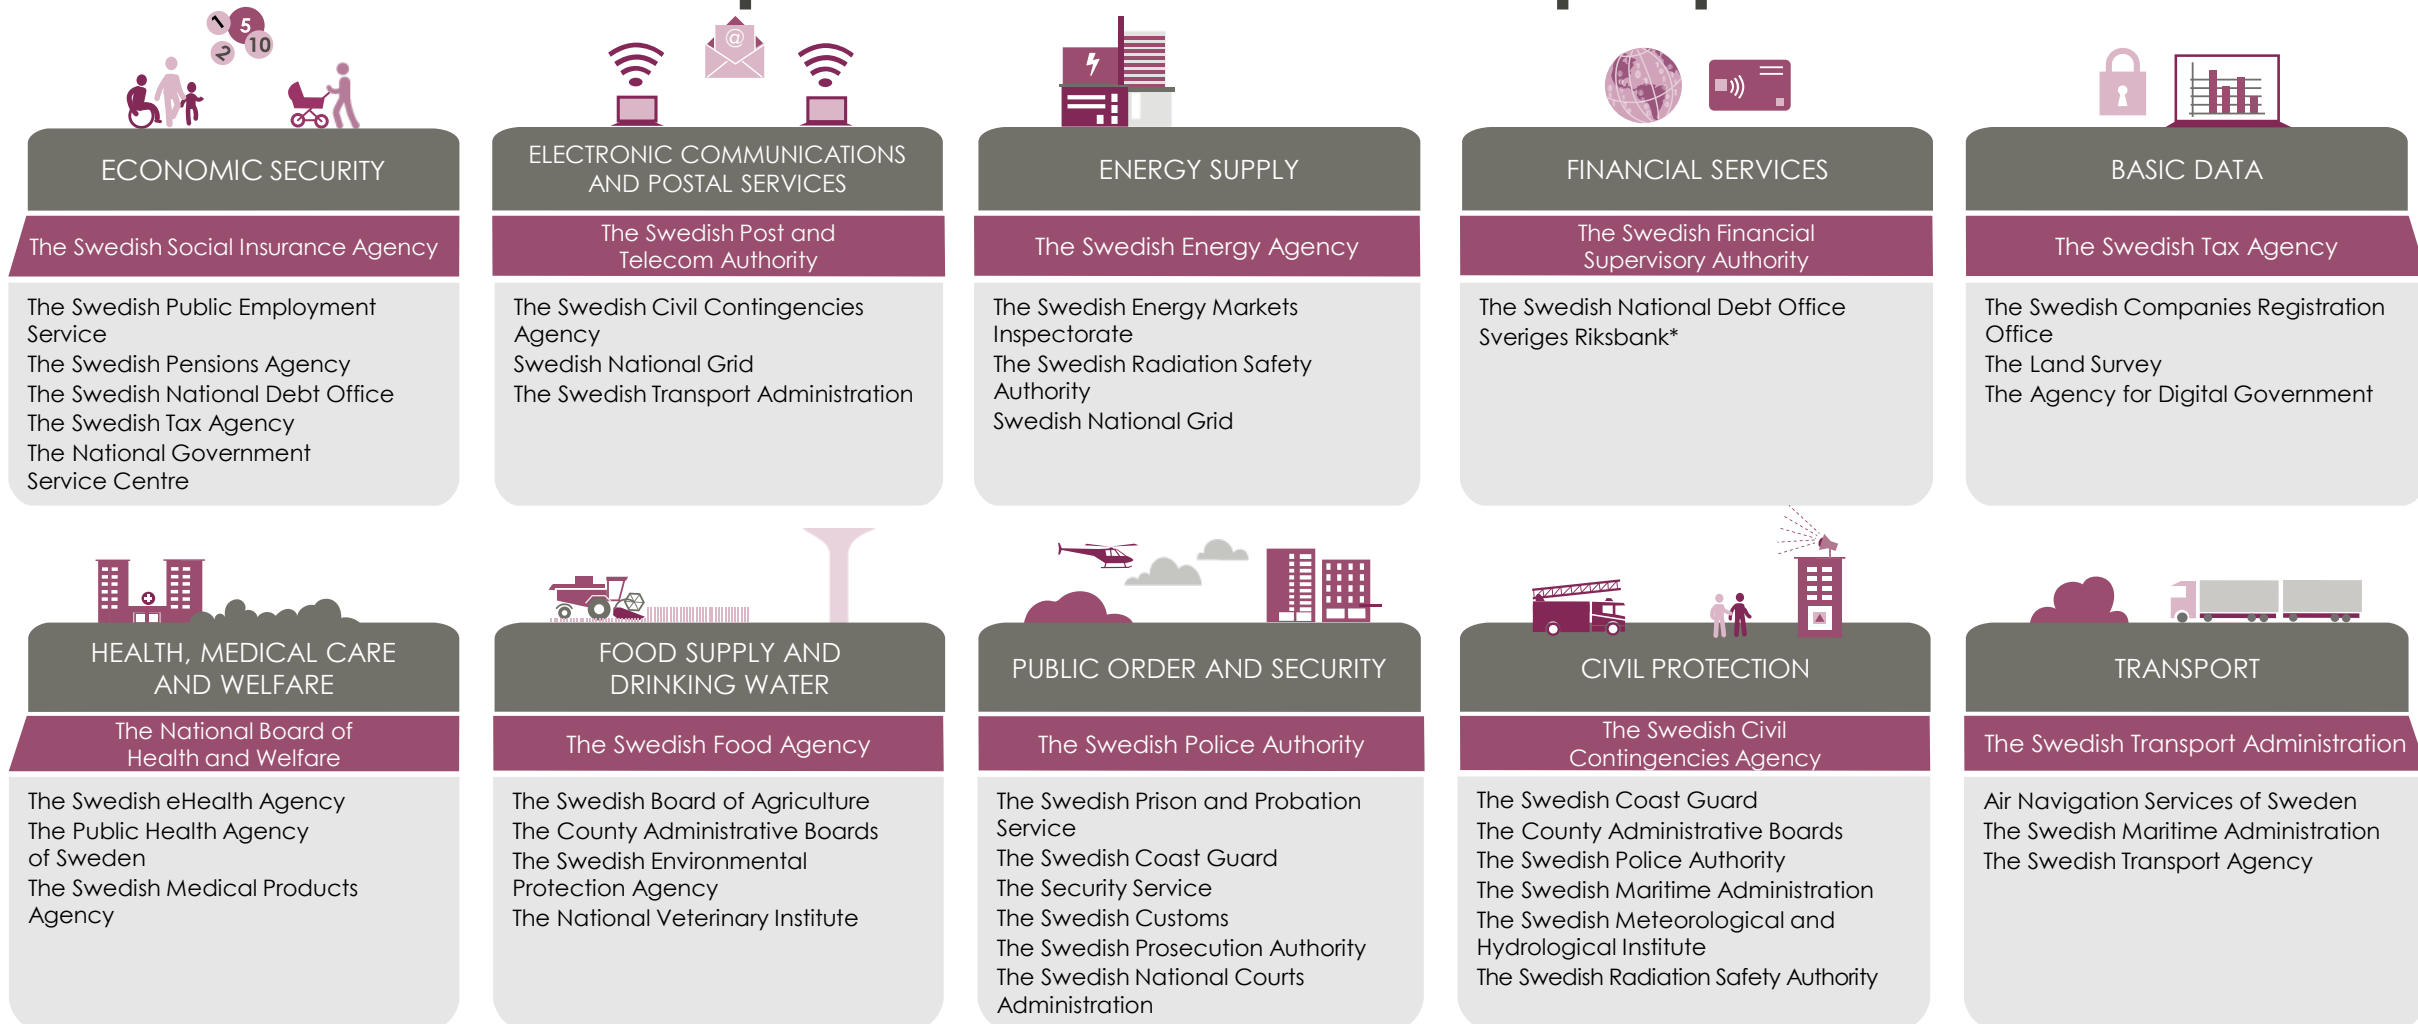 1
5
2
10
@
ECONOMIC SECURITY
The Swedish Social Insurance Agency
The Swedish Public Employment
Service
The Swedish Pensions Agency
The Swedish National Debt Office
The Swedish Tax Agency
The National Government
Service Centre
ELECTRONIC COMMUNICATIONS
AND POSTAL SERVICES
The Swedish Post and
Telecom Authority
The Swedish Civil Contingencies
Agency
Swedish National Grid
The Swedish Transport Administration
ENERGY SUPPLY
The Swedish Energy Agency
The Swedish Energy Markets
Inspectorate
The Swedish Radiation Safety
Authority
Swedish National Grid
FINANCIAL SERVICES
The Swedish Financial
Supervisory Authority
The Swedish National Debt Office
Sveriges Riksbank*
BASIC DATA
The Swedish Tax Agency
The Swedish Companies Registration
Office
The Land Survey
The Agency for Digital Government
HEALTH, MEDICAL CARE
AND WELFARE
The National Board of
Health and Welfare
The Swedish eHealth Agency
The Public Health Agency
of Sweden
The Swedish Medical Products
Agency
FOOD SUPPLY AND
DRINKING WATER
The Swedish Food Agency
The Swedish Board of Agriculture
The County Administrative Boards
The Swedish Environmental
Protection Agency
The National Veterinary Institute
PUBLIC ORDER AND SECURITY
The Swedish Police Authority
The Swedish Prison and Probation
Service
The Swedish Coast Guard
The Security Service
The Swedish Customs
The Swedish Prosecution Authority
The Swedish National Courts
Administration
CIVIL PROTECTION
The Swedish Civil
Contingencies Agency
The Swedish Coast Guard
The County Administrative Boards
The Swedish Police Authority
The Swedish Maritime Administration
The Swedish Meteorological and
Hydrological Institute
The Swedish Radiation Safety Authority
TRANSPORT
The Swedish Transport Administration
Air Navigation Services of Sweden
The Swedish Maritime Administration
The Swedish Transport Agency